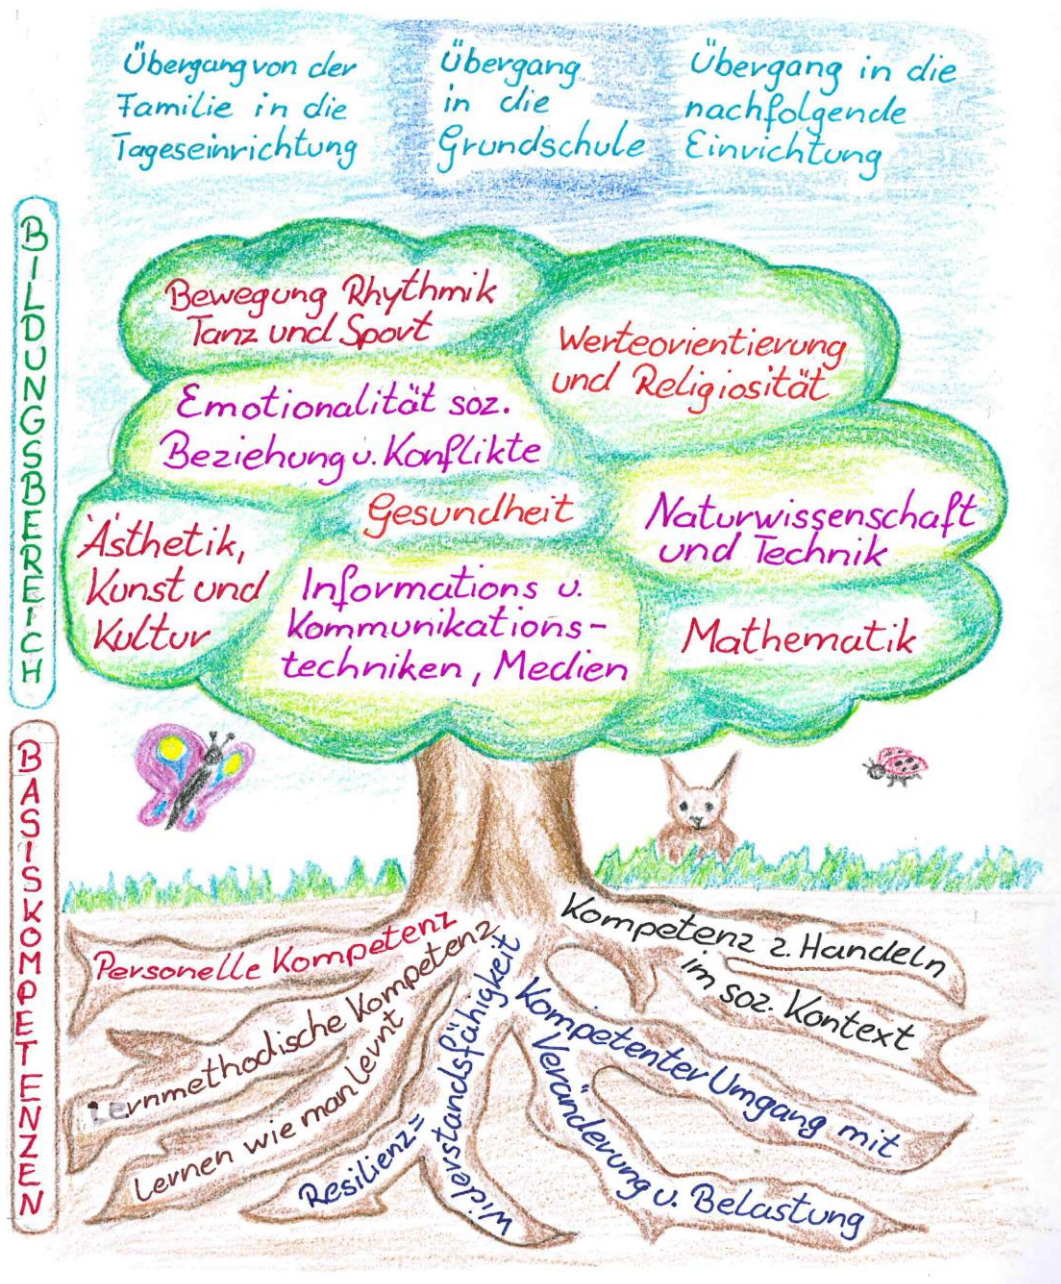 Übergang von der
Familie in die
Tageseinrichtung
Übergang
in die
Grundschule
Übergang in die
nachfolgende
Einrichtung
BILDUNGSBEREICH
Bewegung Rhythmik
Tanz und Sport
Werteorientierung
und Religiosität
Emotionalität soz.
Beziehung u. Konflikte
Gesundheit
Naturwissenschaft
und Technik
Ästhetik,
Kunst und
Kultur
Informations u.
Kommunikations-
techniken, Medien
Mathematik
BASISKOMPETENZEN
Personelle Kompetenz
Lernmethodische Kompetenz
Lernen wie man lernt
Resilienz=
Widerstandsfähigkeit
Kompetenter Umgang mit
Veränderung u. Belastung
Kompetenz z. Handeln
im soz. Kontext